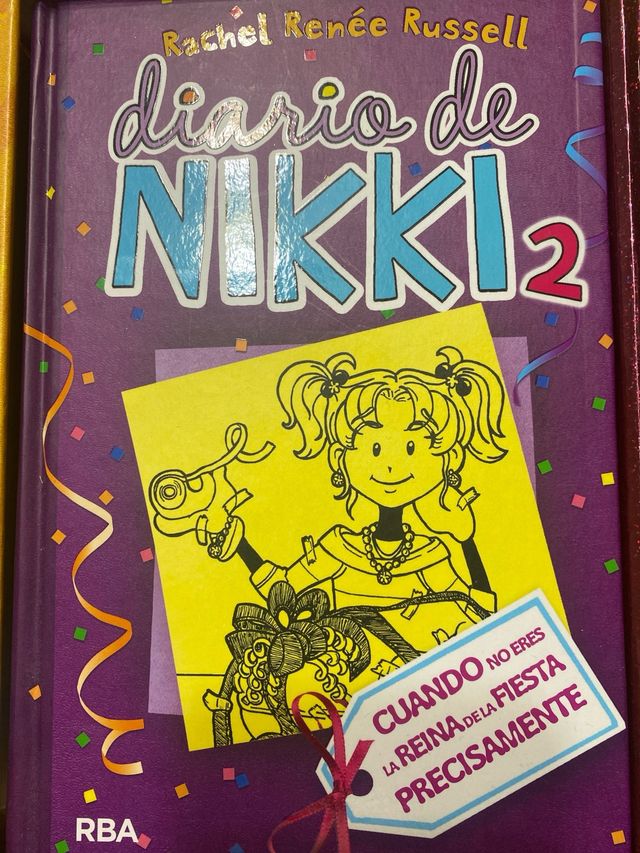 Rachel Renée Russell
diario de
NIKKI 2
CUANDO NO ERES
LA REINA DE LA FIESTA
PRECISAMENTE
RBA